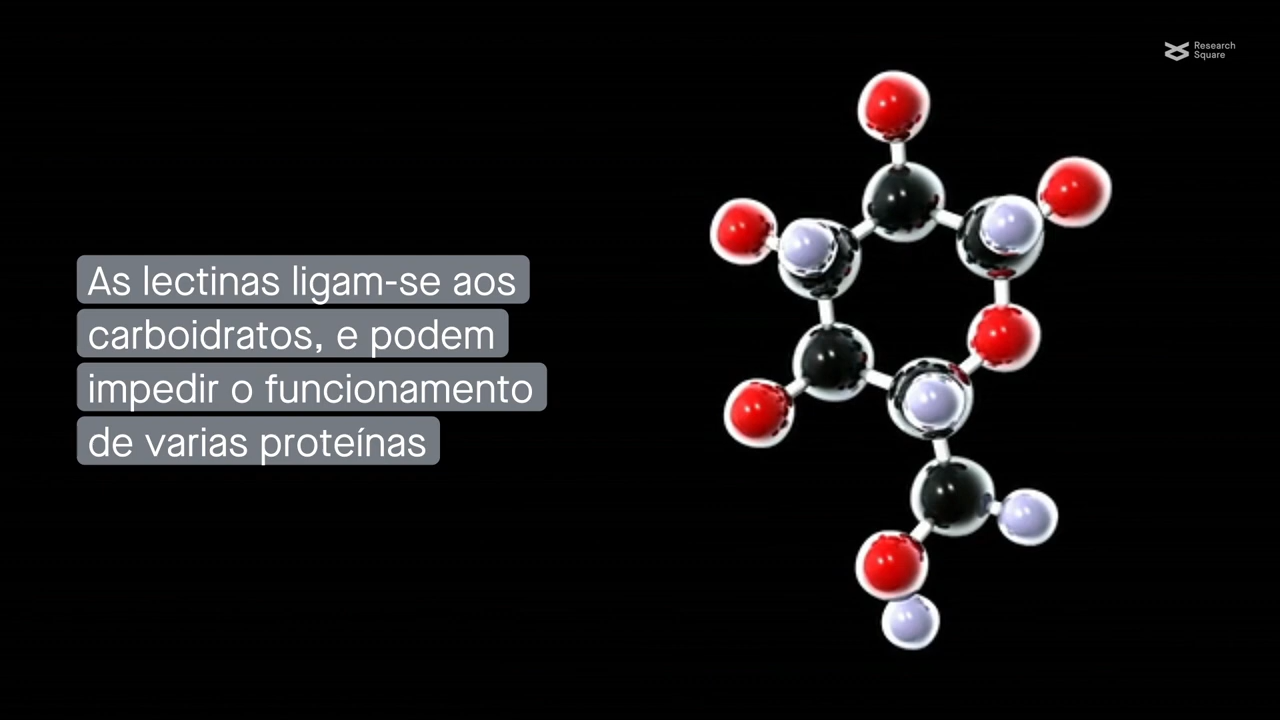 Research
Square
As lectinas ligam-se aos
carboidratos, e podem
impedir o funcionamento
de varias proteínas